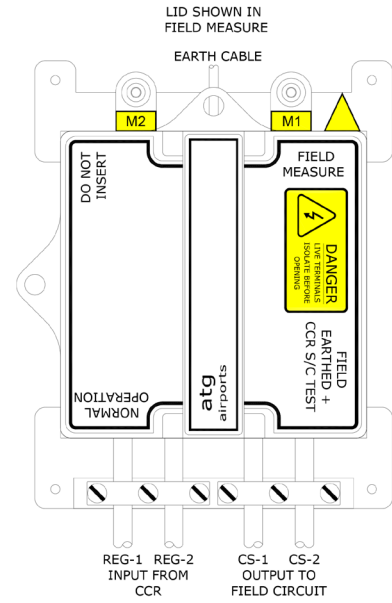 LID SHOWN IN
FIELD MEASURE
EARTH CABLE
M2
M1
DO NOT
INSERT
FIELD
MEASURE
DANGER
LIVE TERMINALS
ISOLATE BEFORE
OPENING
FIELD
EARTHED +
CCR S/C TEST
NORMAL
OPERATION
atg
airports
REG-1 REG-2
INPUT FROM
CCR
CS-1 CS-2
OUTPUT TO
FIELD CIRCUIT